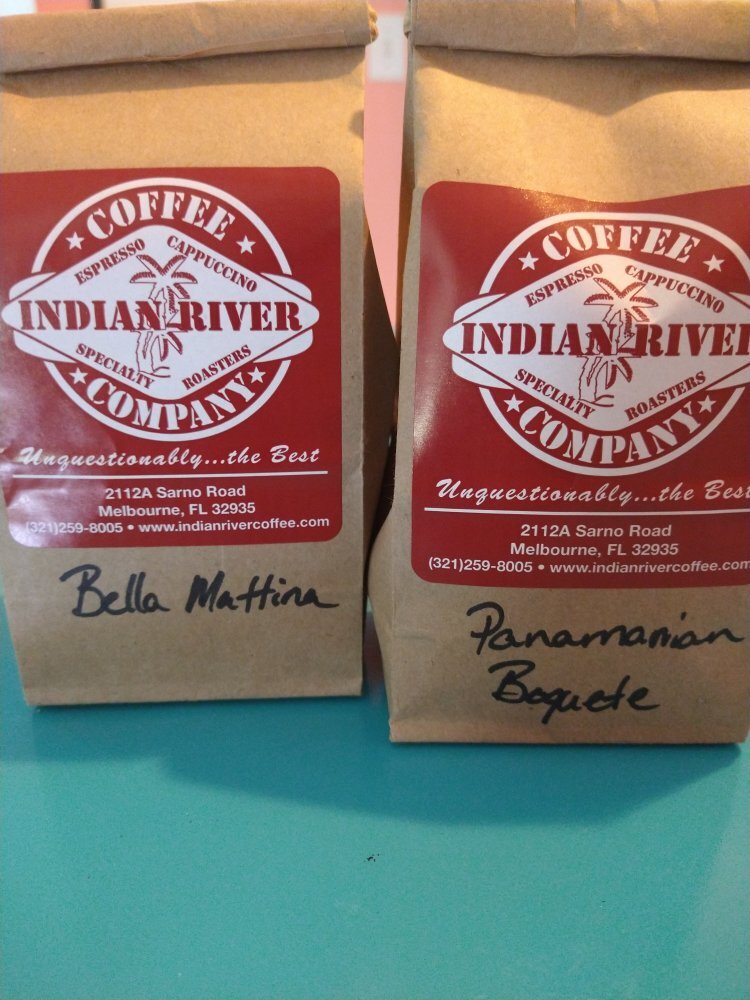 COFFEE
ESPRESSO CAPPUCCINO
INDIAN RIVER
SPECIALTY ROASTERS
COMPANY
Unquestionably...the Best
2112A Sarno Road
Melbourne, FL 32935
(321)259-8005 • www.indianrivercoffee.com
Bella Mattina
COFFEE
ESPRESSO CAPPUCCINO
INDIAN RIVER
SPECIALTY ROASTERS
COMPANY
Unquestionably...the Best
2112A Sarno Road
Melbourne, FL 32935
(321)259-8005 • www.indianrivercoffee.com
Panamanian
Boquete